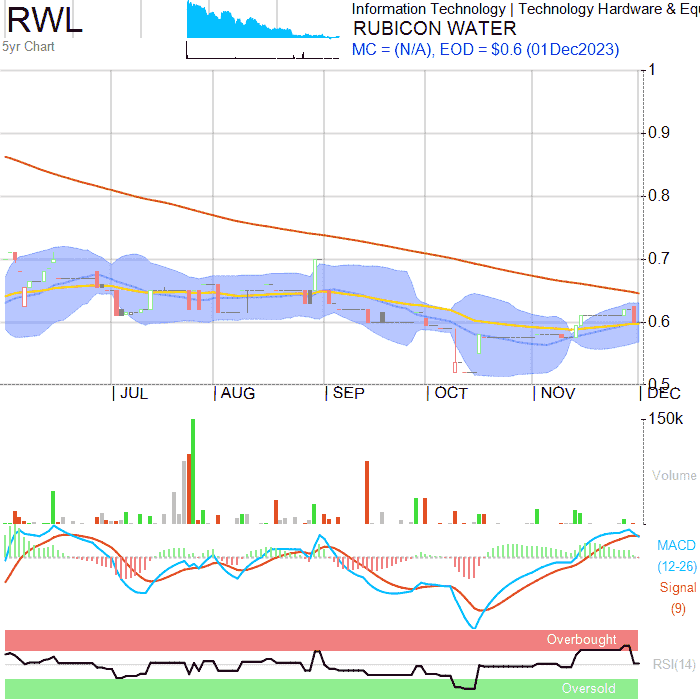 RWL
5yr Chart
Information Technology | Technology Hardware & Equ
RUBICON WATER
MC = (N/A), EOD = $0.6 (01Dec2023)
1
0.9
0.8
0.7
0.6
0.5
| JUL | AUG | SEP | OCT | NOV | DEC
150k
Volume
MACD
(12-26)
Signal
(9)
Overbought
RSI(14)
Oversold